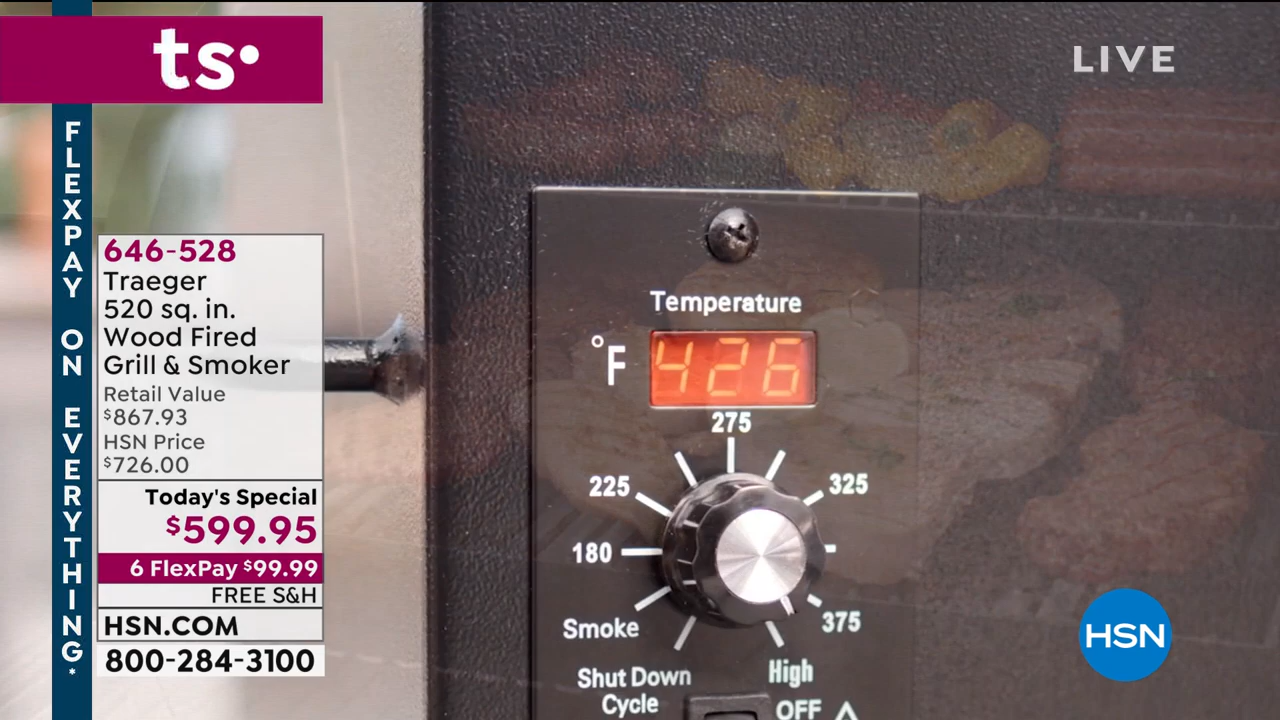 ts.
LIVE
FLEXPAY ON EVERYTHING*
646-528
Traeger
520 sq. in.
Wood Fired
Grill & Smoker
Retail Value
$867.93
HSN Price
$726.00
Today's Special
$599.95
6 FlexPay $99.99
FREE S&H
HSN.COM
800-284-3100
Temperature
°F 426
275
225
325
180
375
Smoke
High
Shut Down
Cycle
OFF
HSN